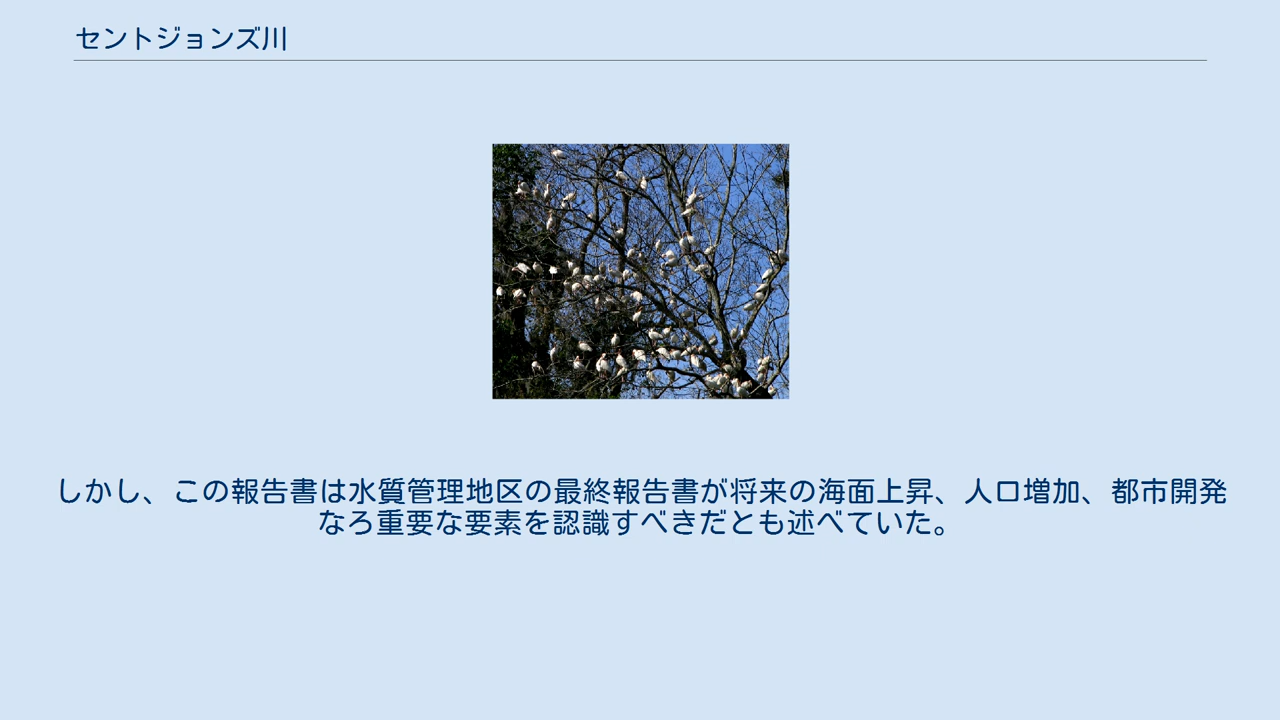 セントジョンズ川
しかし、この報告書は水質管理地区の最終報告書が将来の海面上昇、人口増加、都市開発
なろ重要な要素を認識すべきだとも述べていた。